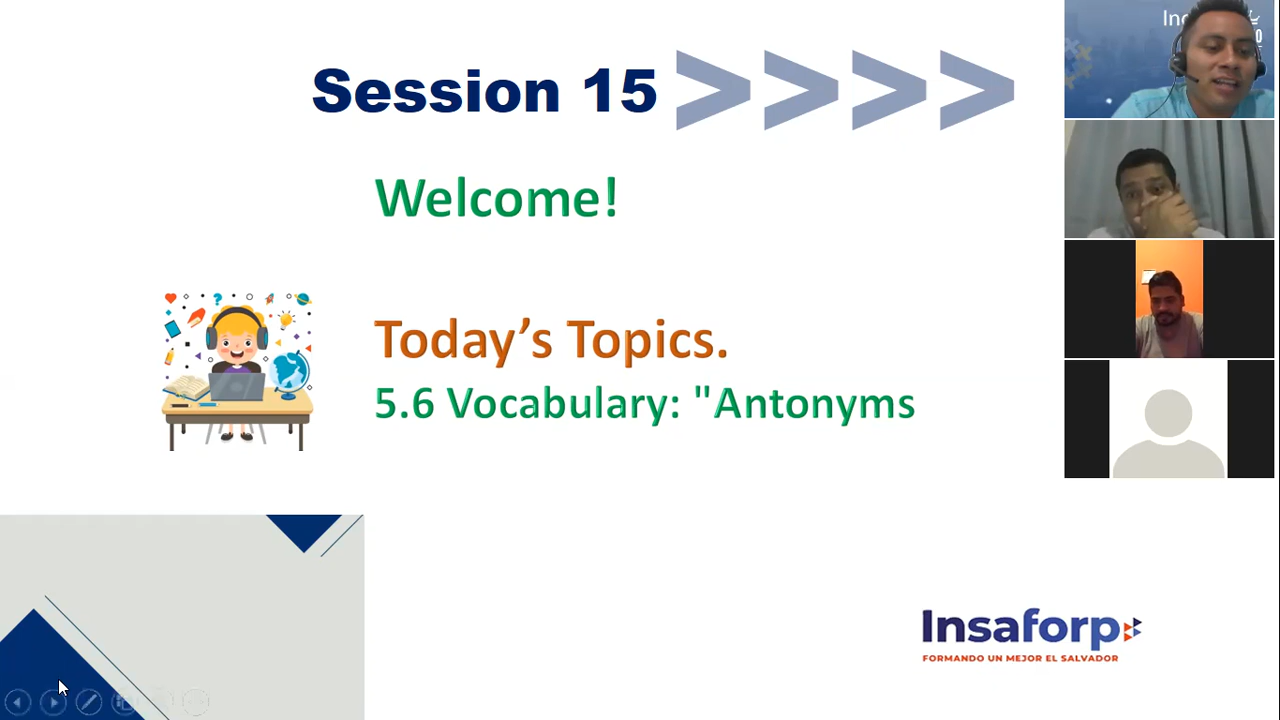 Session 15
Welcome!
Today's Topics.
5.6 Vocabulary: "Antonyms
Insaforp
FORMANDO UN MEJOR EL SALVADOR